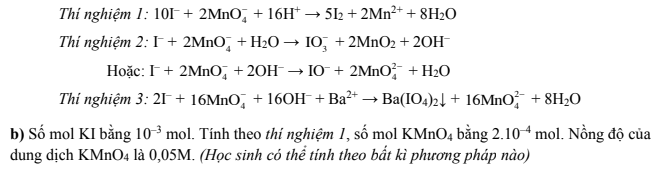 Thí nghiệm 1: 10I⁻ + 2MnO₄⁻ + 16H⁺ → 5I₂ + 2Mn²⁺ + 8H₂O
Thí nghiệm 2: I⁻ + 2MnO₄⁻ + H₂O → IO₃⁻ + 2MnO₂ + 2OH⁻
Hoặc: I⁻ + 2MnO₄⁻ + 2OH⁻ → IO⁻ + 2MnO₄²⁻ + H₂O
Thí nghiệm 3: 2I⁻ + 16MnO₄⁻ + 16OH⁻ + Ba²⁺ → Ba(IO₄)₂↓ + 16MnO₄²⁻ + 8H₂O
b) Số mol KI bằng 10⁻³ mol. Tính theo thí nghiệm 1, số mol KMnO₄ bằng 2.10⁻⁴ mol. Nồng độ của
dung dịch KMnO₄ là 0,05M. (Học sinh có thể tính theo bất kì phương pháp nào)